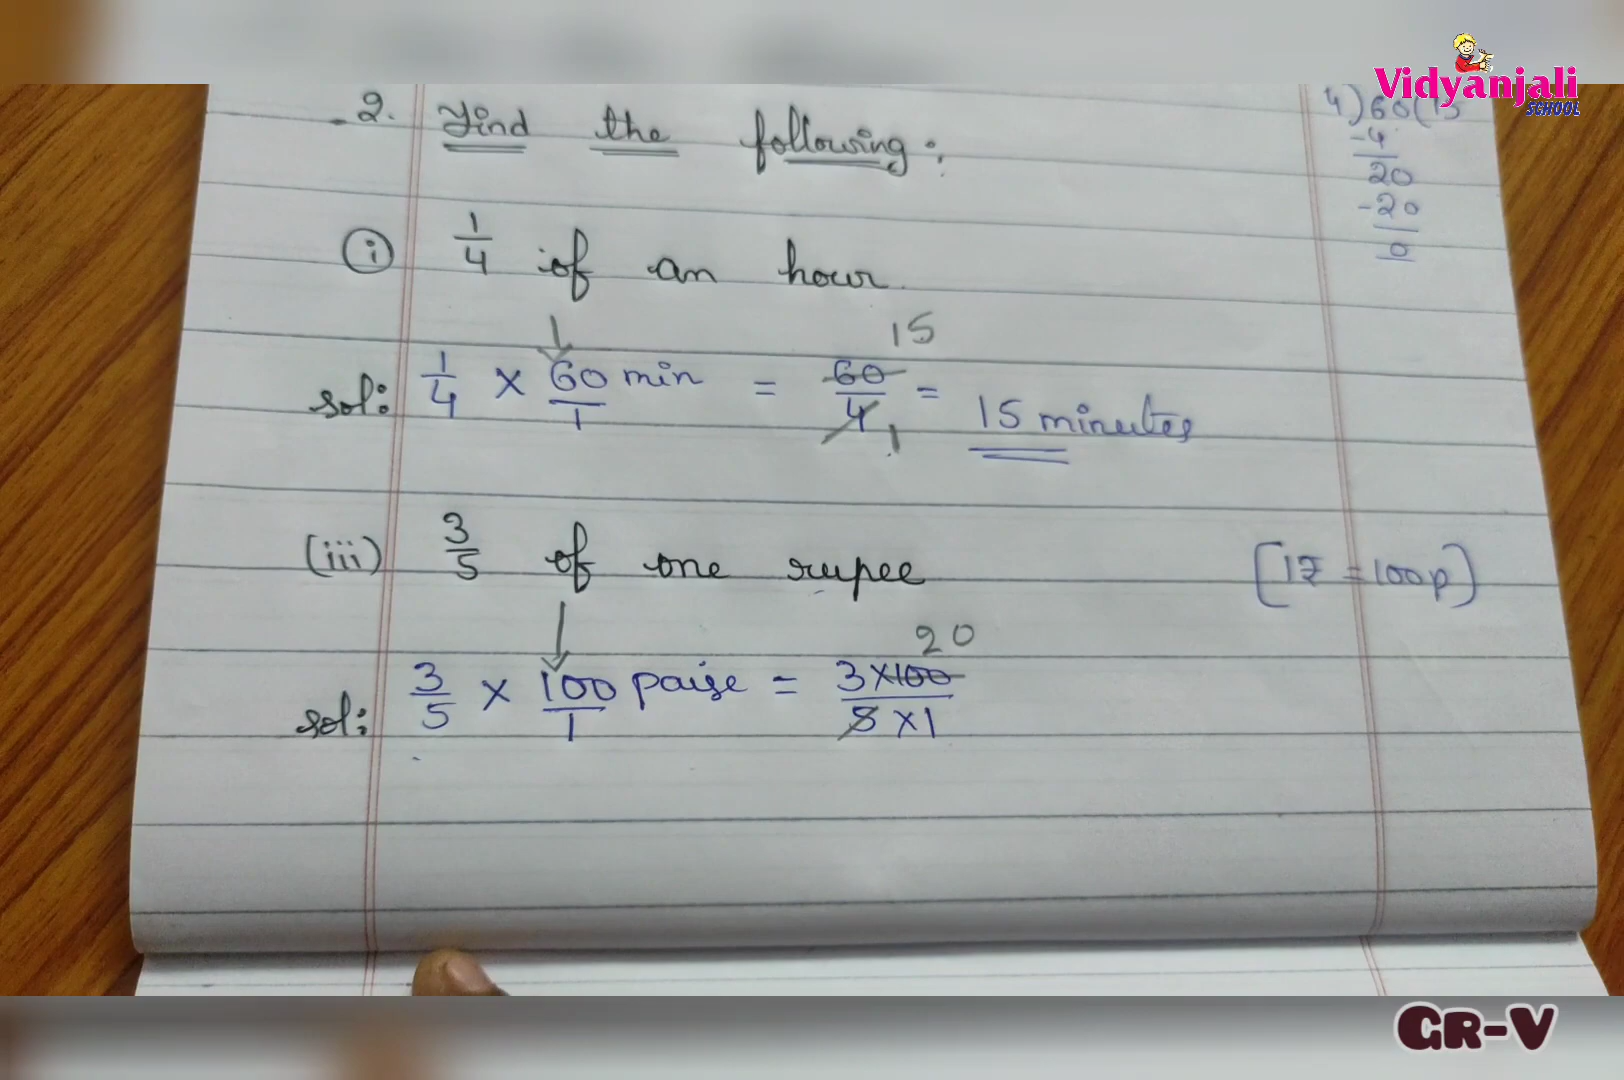 Vidyanjali
SCHOOL
2. Find the following:
4)60(15
-4
20
-20
0
(i) 1/4 of an hour
sol: 1/4 × 60/1 min = 60/4 = 15 minutes
15
1
(iii) 3/5 of one rupee [1₹ = 100p]
20
sol: 3/5 × 100/1 paise = 3×100/5×1
GR-V